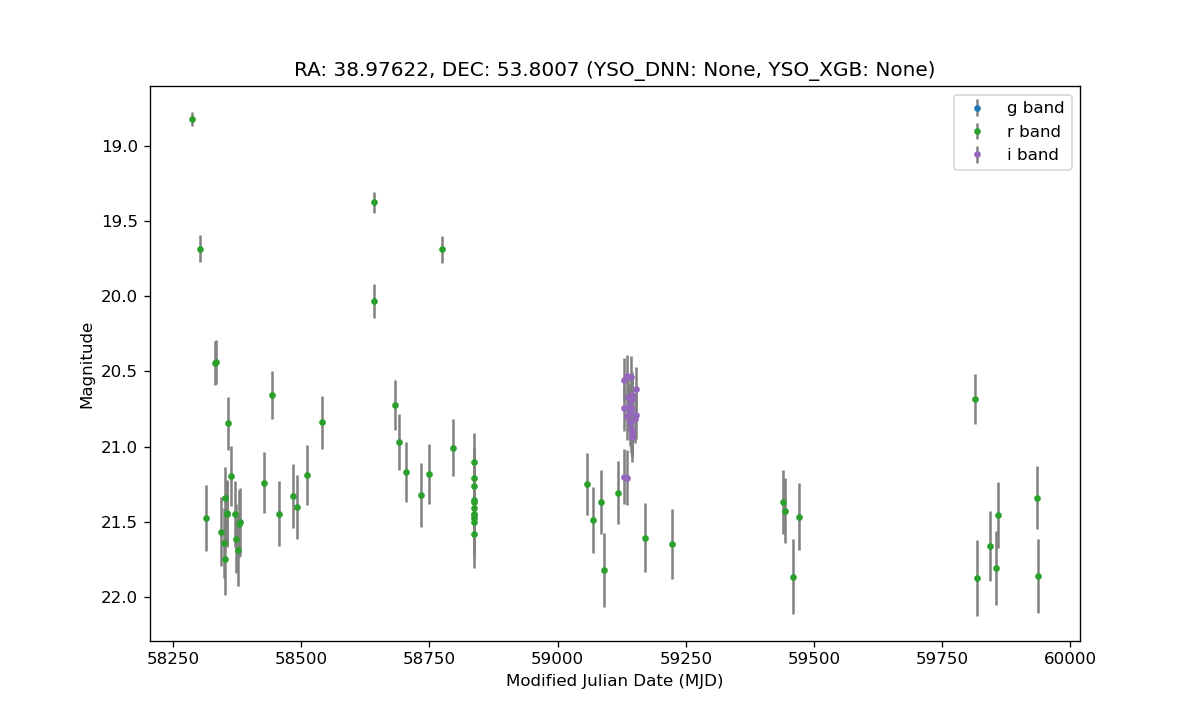 RA: 38.97622, DEC: 53.8007 (YSO_DNN: None, YSO_XGB: None)
g band
r band
i band
19.0
19.5
20.0
20.5
21.0
21.5
22.0
Magnitude
58250 58500 58750 59000 59250 59500 59750 60000
Modified Julian Date (MJD)